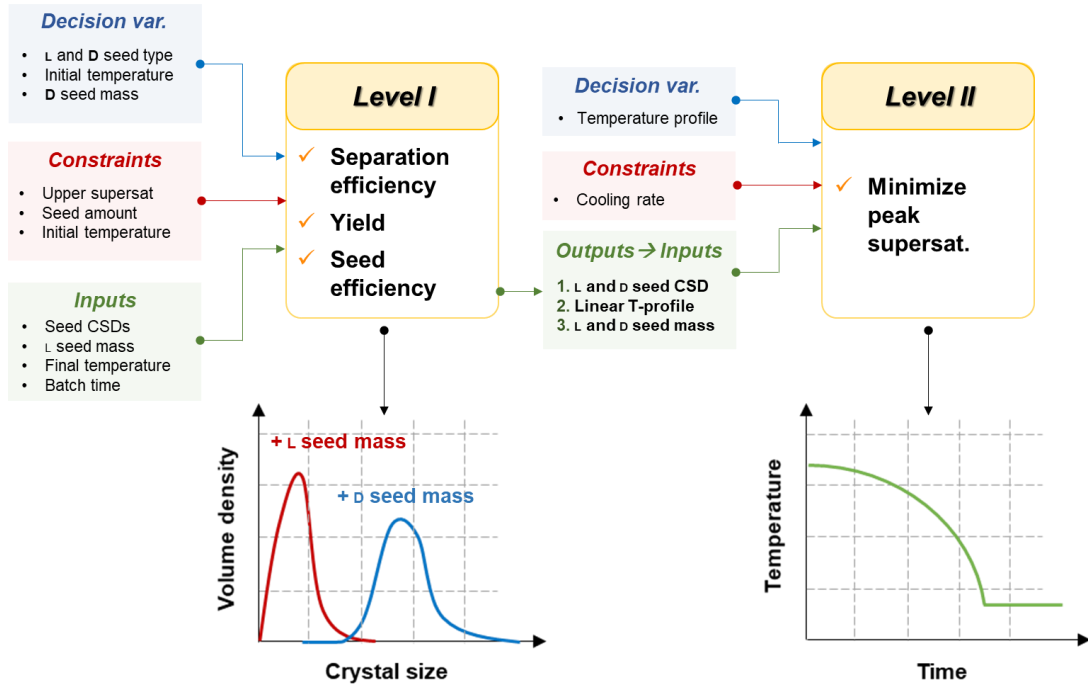 Decision var.
• L and D seed type
• Initial temperature
• D seed mass
Constraints
• Upper supersat
• Seed amount
• Initial temperature
Inputs
• Seed CSDs
• L seed mass
• Final temperature
• Batch time
Level I
✓ Separation
efficiency
✓ Yield
✓ Seed
efficiency
Decision var.
• Temperature profile
Constraints
• Cooling rate
Outputs→ Inputs
1. L and D seed CSD
2. Linear T-profile
3. L and D seed mass
Level II
✓ Minimize
peak
supersat.
+ L seed mass
+ D seed mass
Volume density
Crystal size
Temperature
Time